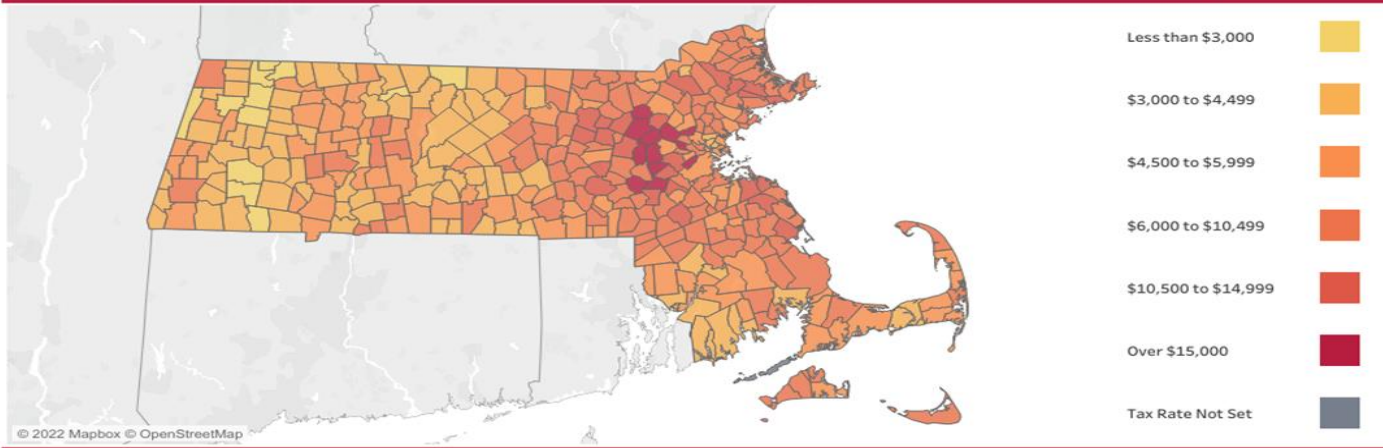 Less than $3,000
$3,000 to $4,499
$4,500 to $5,999
$6,000 to $10,499
$10,500 to $14,999
Over $15,000
Tax Rate Not Set
© 2022 Mapbox © OpenStreetMap